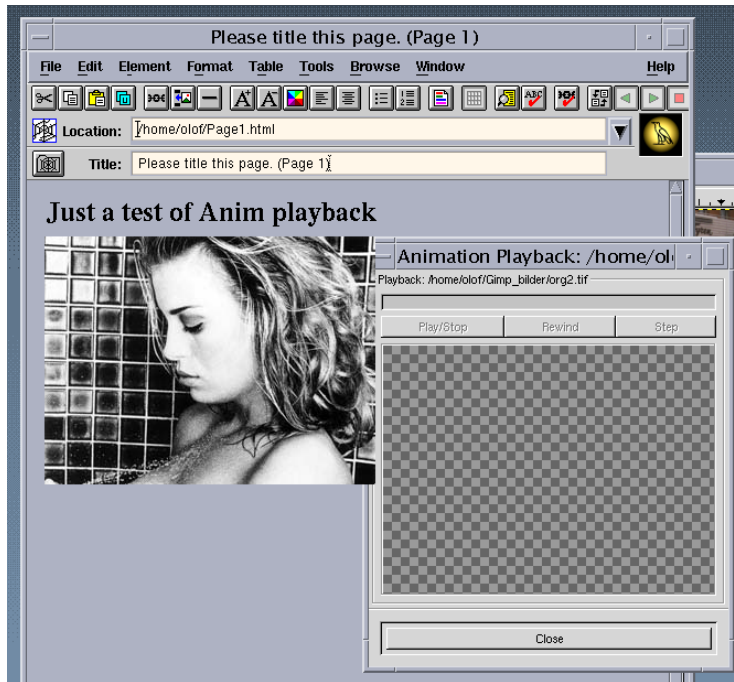 Please title this page. (Page 1)
File Edit Element Format Table Tools Browse Window Help
ABC
Location: /home/olof/Page1.html
Title: Please title this page. (Page 1)
Just a test of Anim playback
Animation Playback: /home/ol
Playback: /home/olof/Gimp_bilder/org2.tif
Play/Stop Rewind Step
Close